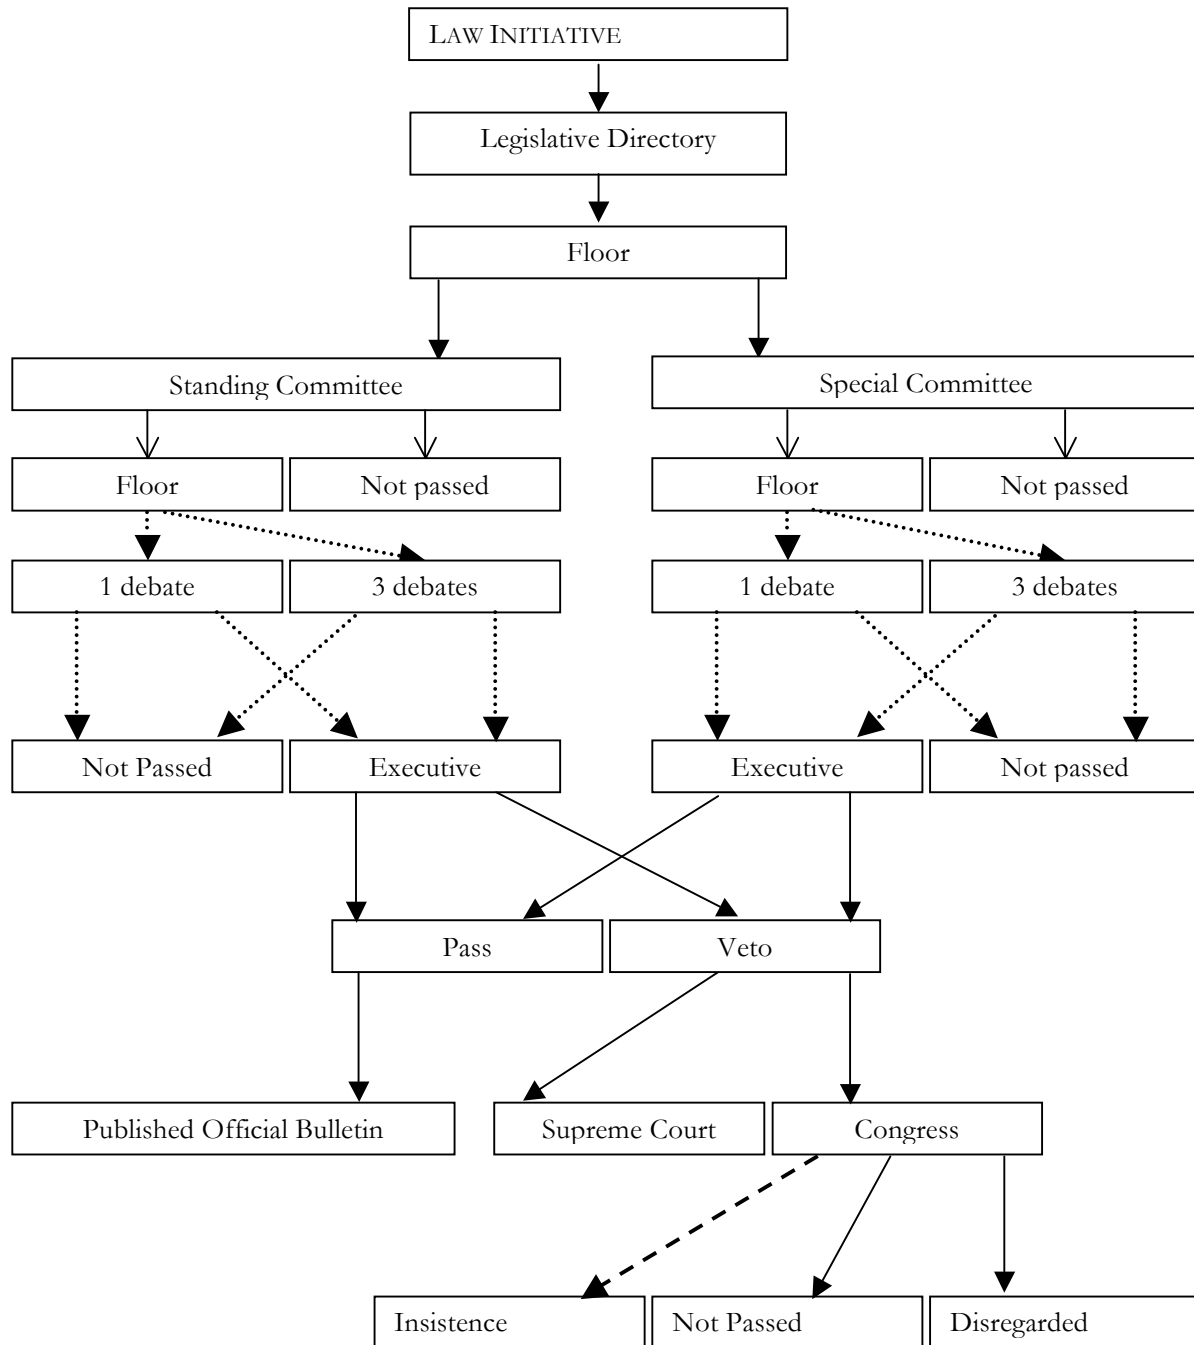 LAW INITIATIVE
Legislative Directory
Floor
Standing Committee
Special Committee
Floor
Not passed
Floor
Not passed
1 debate
3 debates
1 debate
3 debates
Not Passed
Executive
Executive
Not passed
Pass
Veto
Published Official Bulletin
Supreme Court
Congress
Insistence
Not Passed
Disregarded